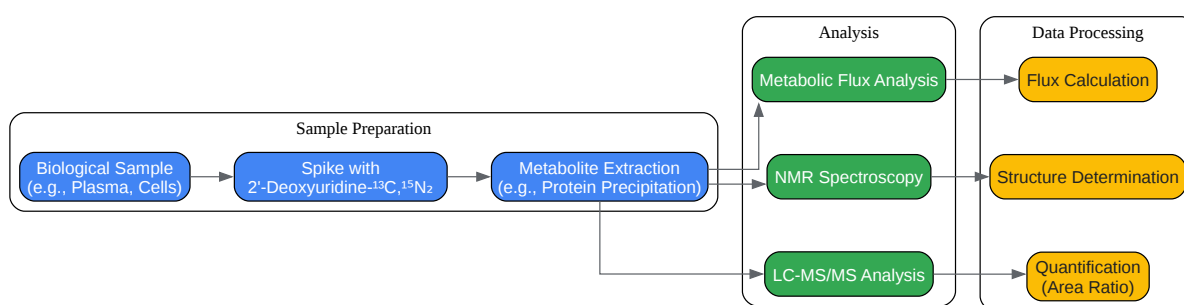 Analysis
Data Processing
Metabolic Flux Analysis
Flux Calculation
Sample Preparation
Biological Sample
(e.g., Plasma, Cells)
Spike with
2'-Deoxyuridine-¹³C,¹⁵N₂
Metabolite Extraction
(e.g., Protein Precipitation)
NMR Spectroscopy
Structure Determination
LC-MS/MS Analysis
Quantification
(Area Ratio)